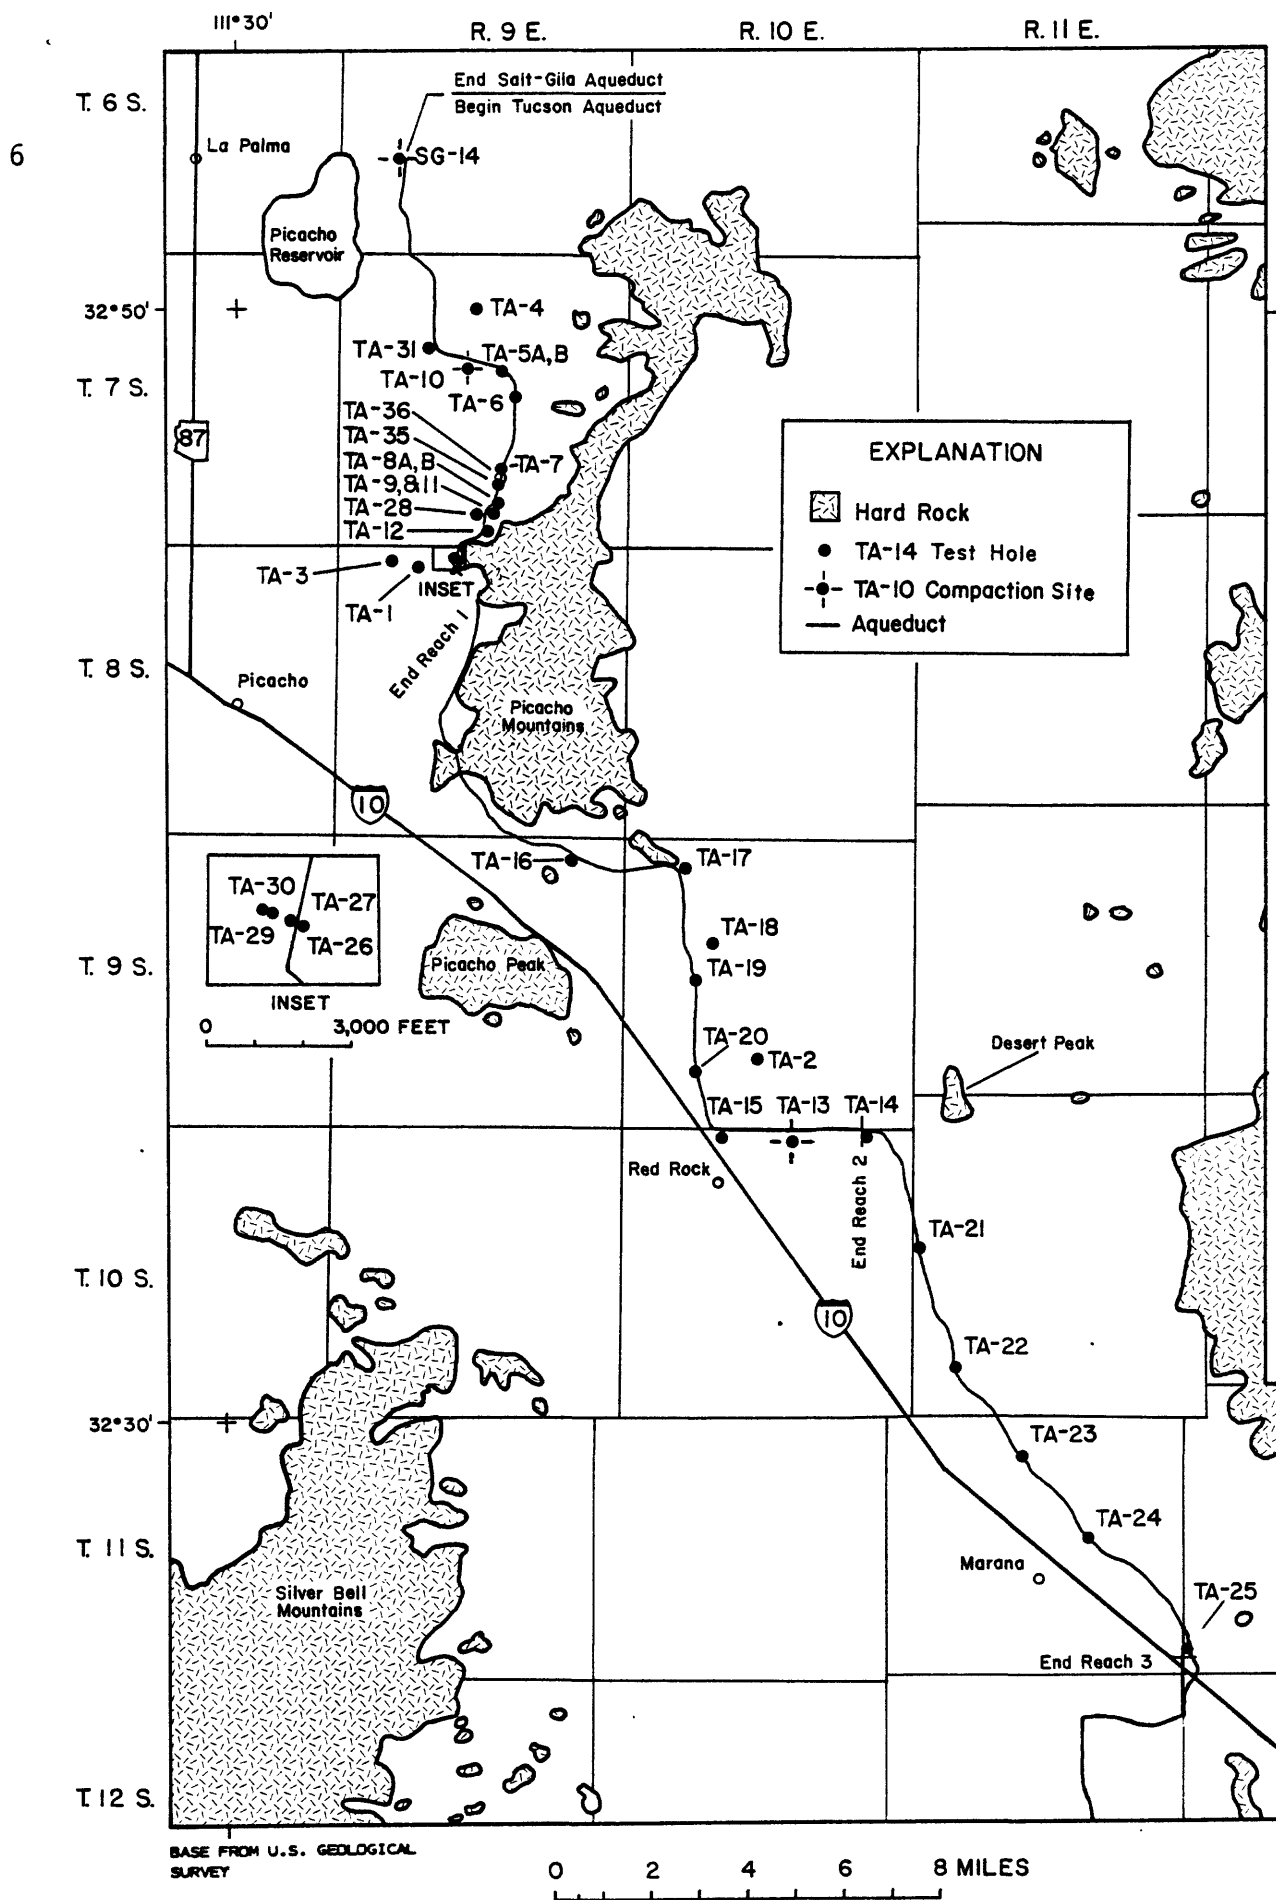 111°30'
R. 9 E.
R. 10 E.
R. 11 E.
T. 6 S.
End Salt-Gila Aqueduct
Begin Tucson Aqueduct
6
La Palma
SG-14
Picacho
Reservoir
32°50'
TA-4
TA-31
TA-5A,B
TA-10
T. 7 S.
TA-6
TA-36
TA-35
87
TA-8A,B
TA-7
TA-9,&11
TA-28
TA-12
EXPLANATION
Hard Rock
TA-14 Test Hole
TA-10 Compaction Site
Aqueduct
TA-3
INSET
TA-1
End Reach 1
T. 8 S.
Picacho
Picacho
Mountains
10
TA-16
TA-17
TA-30
TA-27
TA-29
TA-26
INSET
0 3,000 FEET
TA-18
T. 9 S.
Picacho Peak
TA-19
TA-20
TA-2
Desert Peak
TA-15
TA-13
TA-14
Red Rock
End Reach 2
TA-21
T. 10 S.
10
TA-22
32°30'
TA-23
TA-24
T. 11 S.
Marana
TA-25
Silver Bell
Mountains
End Reach 3
T. 12 S.
BASE FROM U.S. GEOLOGICAL
SURVEY
0 2 4 6 8 MILES